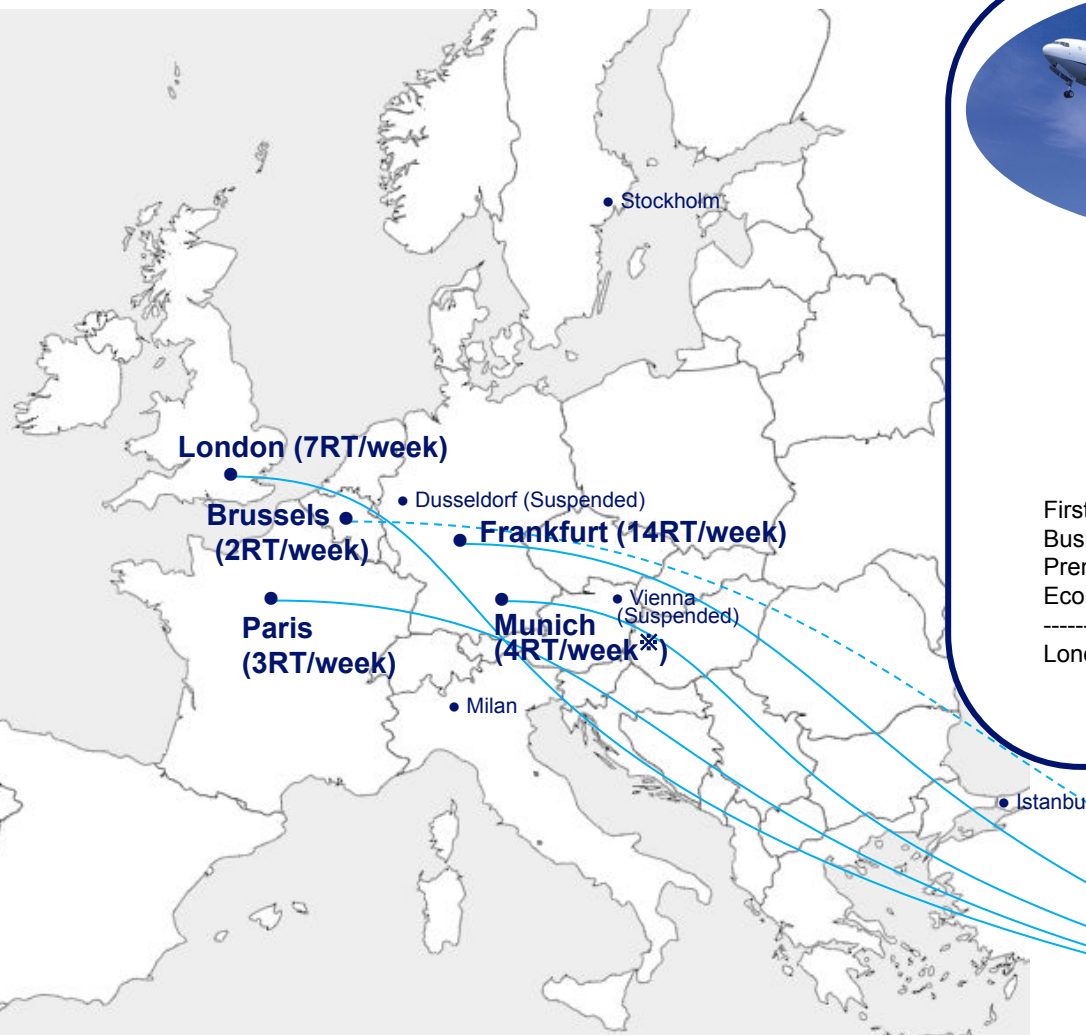 Stockholm
London (7RT/week)
Dusseldorf (Suspended)
Brussels
(2RT/week)
Frankfurt (14RT/week)
Paris
(3RT/week)
Munich
(4RT/week※)
Vienna
(Suspended)
Milan
First
------